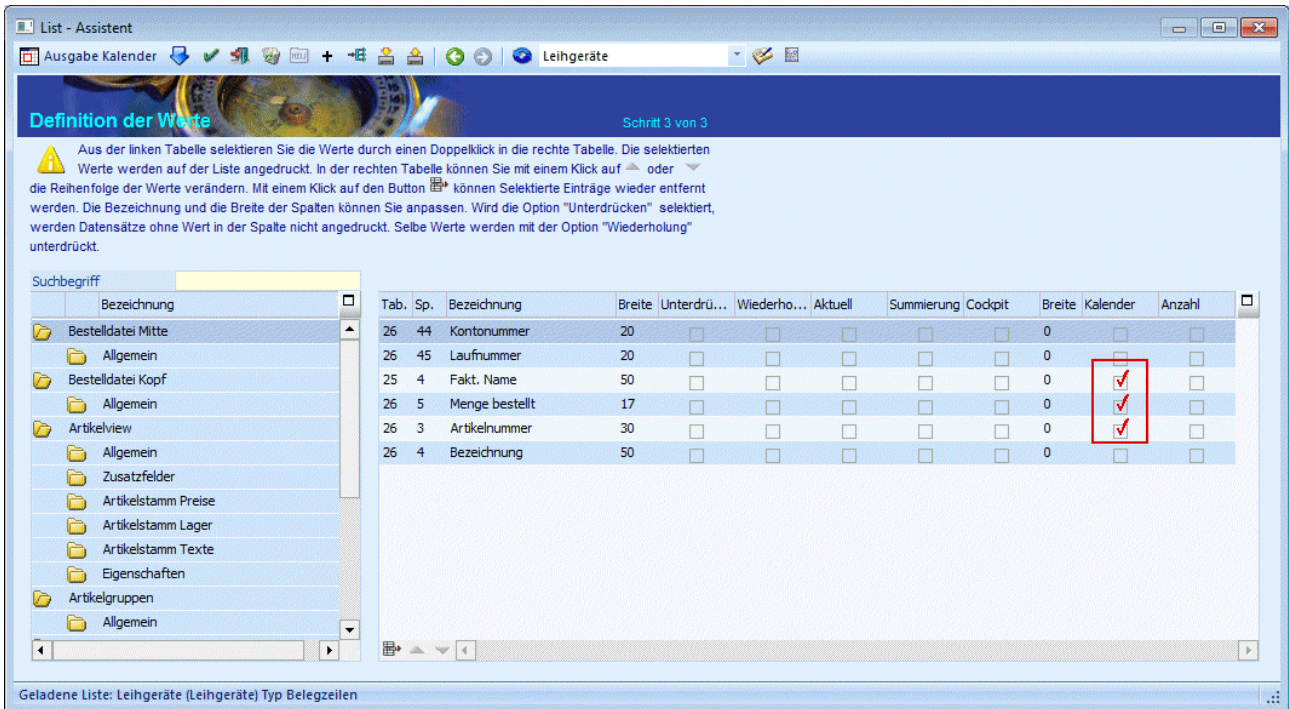 List - Assistent
Ausgabe Kalender Leihgeräte
Definition der Werte
Schritt 3 von 3
Aus der linken Tabelle selektieren Sie die Werte durch einen Doppelklick in die rechte Tabelle. Die selektierten
Werte werden auf der Liste angedruckt. In der rechten Tabelle können Sie mit einem Klick auf oder
die Reihenfolge der Werte verändern. Mit einem Klick auf den Button können Selektierte Einträge wieder entfernt
werden. Die Bezeichnung und die Breite der Spalten können Sie anpassen. Wird die Option "Unterdrücken" selektiert,
werden Datensätze ohne Wert in der Spalte nicht angedruckt. Selbe Werte werden mit der Option "Wiederholung"
unterdrückt.
Suchbegriff
Bezeichnung
Bestelldatei Mitte
Allgemein
Bestelldatei Kopf
Allgemein
Artikelview
Allgemein
Zusatzfelder
Artikelstamm Preise
Artikelstamm Lager
Artikelstamm Texte
Eigenschaften
Artikelgruppen
Allgemein
Tab. Sp. Bezeichnung Breite Unterdrü... Wiederho... Aktuell Summierung Cockpit Breite Kalender Anzahl
26 44 Kontonummer 20 0
26 45 Laufnummer 20 0
25 4 Fakt. Name 50 0
26 5 Menge bestellt 17 0
26 3 Artikelnummer 30 0
26 4 Bezeichnung 50 0
Geladene Liste: Leihgeräte (Leihgeräte) Typ Belegzeilen